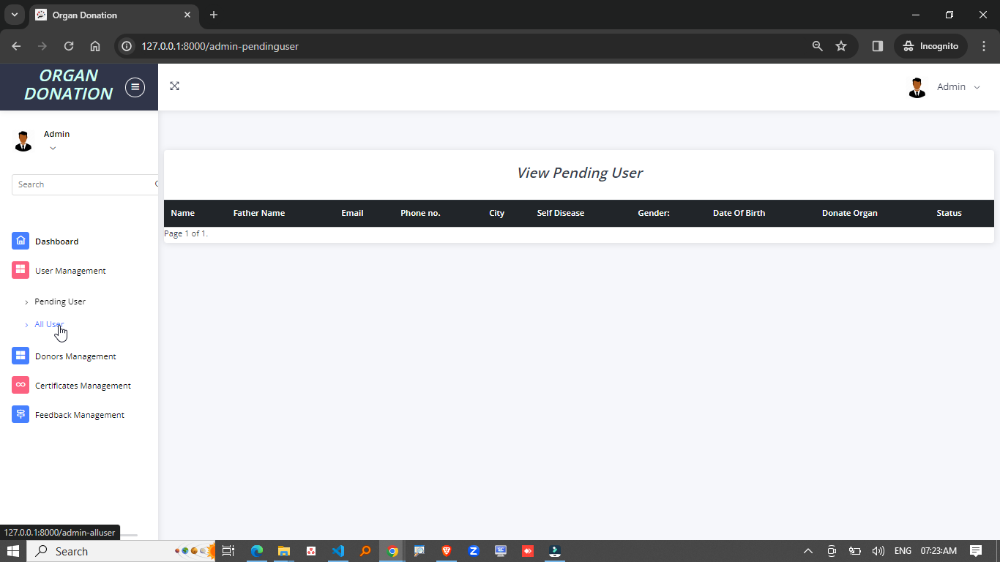 Organ Donation
127.0.0.1:8000/admin-pendinguser
Incognito
ORGAN
DONATION
Admin
Admin
Search
View Pending User
Name Father Name Email Phone no. City Self Disease Gender: Date Of Birth Donate Organ Status
Page 1 of 1.
Dashboard
User Management
Pending User
All User
Donors Management
Certificates Management
Feedback Management
127.0.0.1:8000/admin-alluser
Search
ENG 07:23:AM